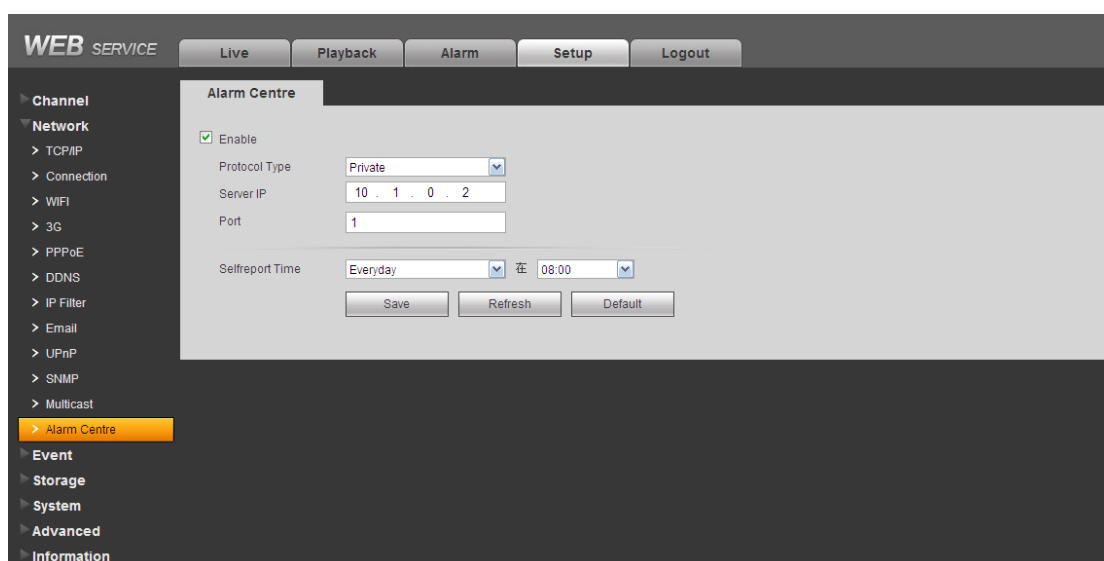 WEB SERVICE
Live Playback Alarm Setup Logout
Channel
Network
> TCP/IP
> Connection
> WIFI
> 3G
> PPPoE
> DDNS
> IP Filter
> Email
> UPnP
> SNMP
> Multicast
> Alarm Centre
Event
Storage
System
Advanced
Information
Alarm Centre
Enable
Protocol Type Private
Server IP 10 . 1 . 0 . 2
Port 1
Selfreport Time Everyday 在 08:00
Save Refresh Default